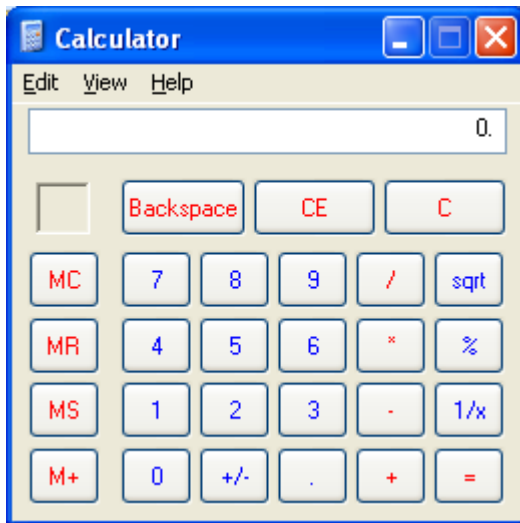 Calculator
Edit View Help
0.
Backspace CE C
MC 7 8 9 / sqrt
MR 4 5 6 * %
MS 1 2 3 - 1/x
M+ 0 +/- . + =